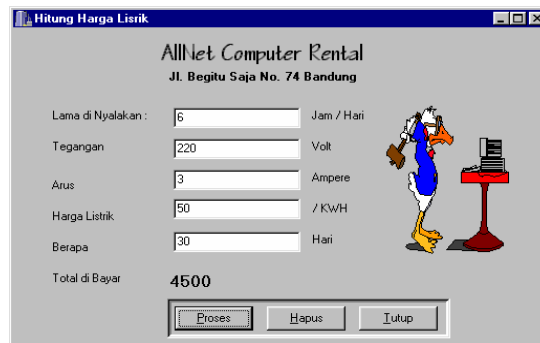 Hitung Harga Lisrik
AllNet Computer Rental
Jl. Begitu Saja No. 74 Bandung
Lama di Nyalakan : 6 Jam / Hari
Tegangan 220 Volt
Arus 3 Ampere
Harga Listrik 50 / KWH
Berapa 30 Hari
Total di Bayar 4500
Proses Hapus Tutup